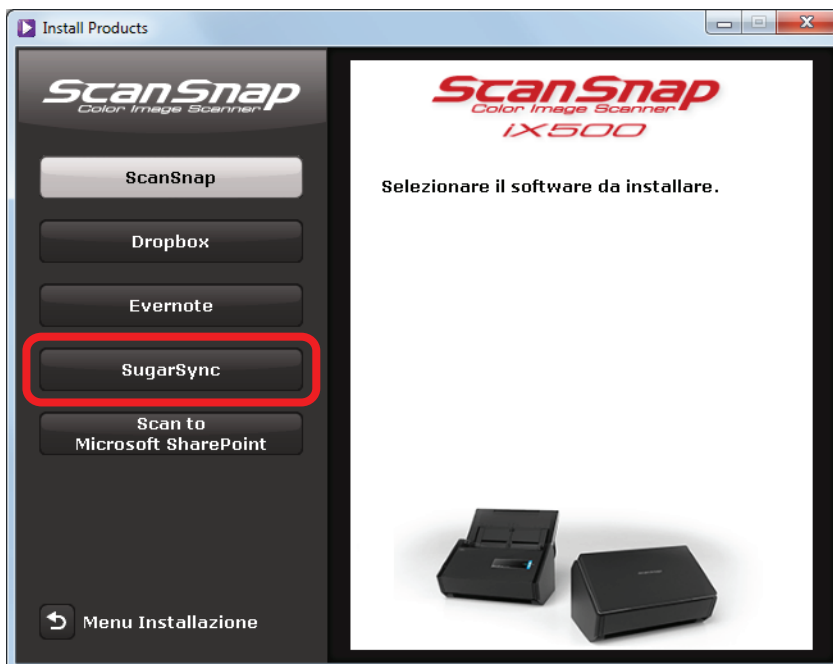 Install Products
ScanSnap
Color Image Scanner
ScanSnap
Color Image Scanner
iX500
ScanSnap
Selezionare il software da installare.
Dropbox
Evernote
SugarSync
Scan to
Microsoft SharePoint
Menu Installazione